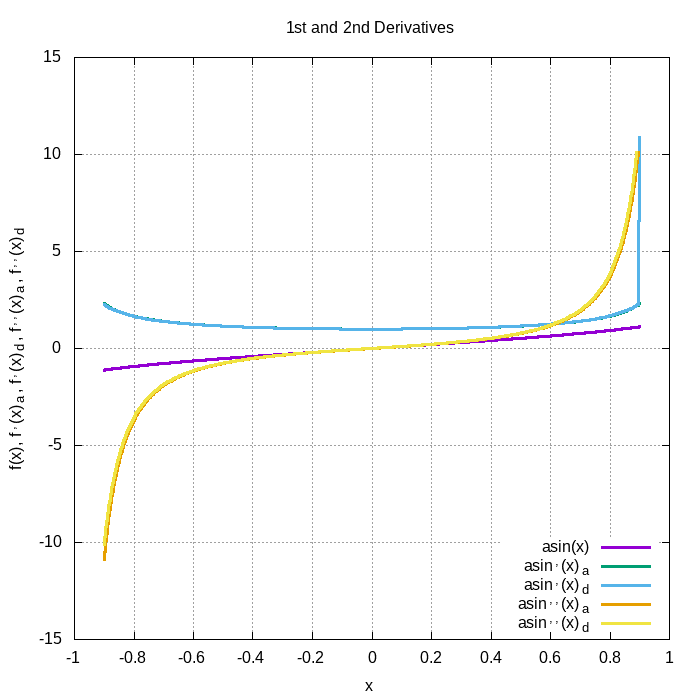 1st and 2nd Derivatives
15
10
5
0
-5
-10
-15
f(x), f'(x)a, f'(x)d, f''(x)a, f''(x)d
asin(x)
asin'(x)a
asin'(x)d
asin''(x)a
asin''(x)d
-1 -0.8 -0.6 -0.4 -0.2 0 0.2 0.4 0.6 0.8 1
x